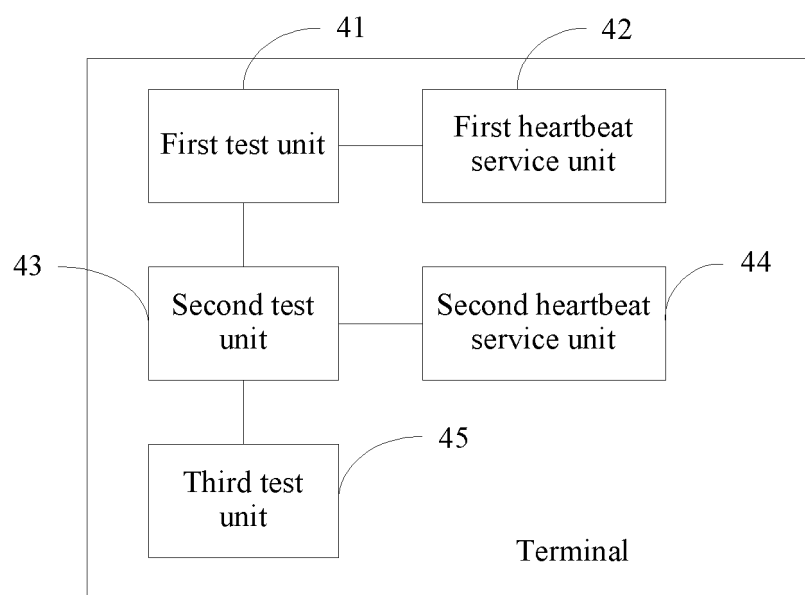 41
42
First test unit
First heartbeat
service unit
43
44
Second test
unit
Second heartbeat
service unit
45
Third test
unit
Terminal